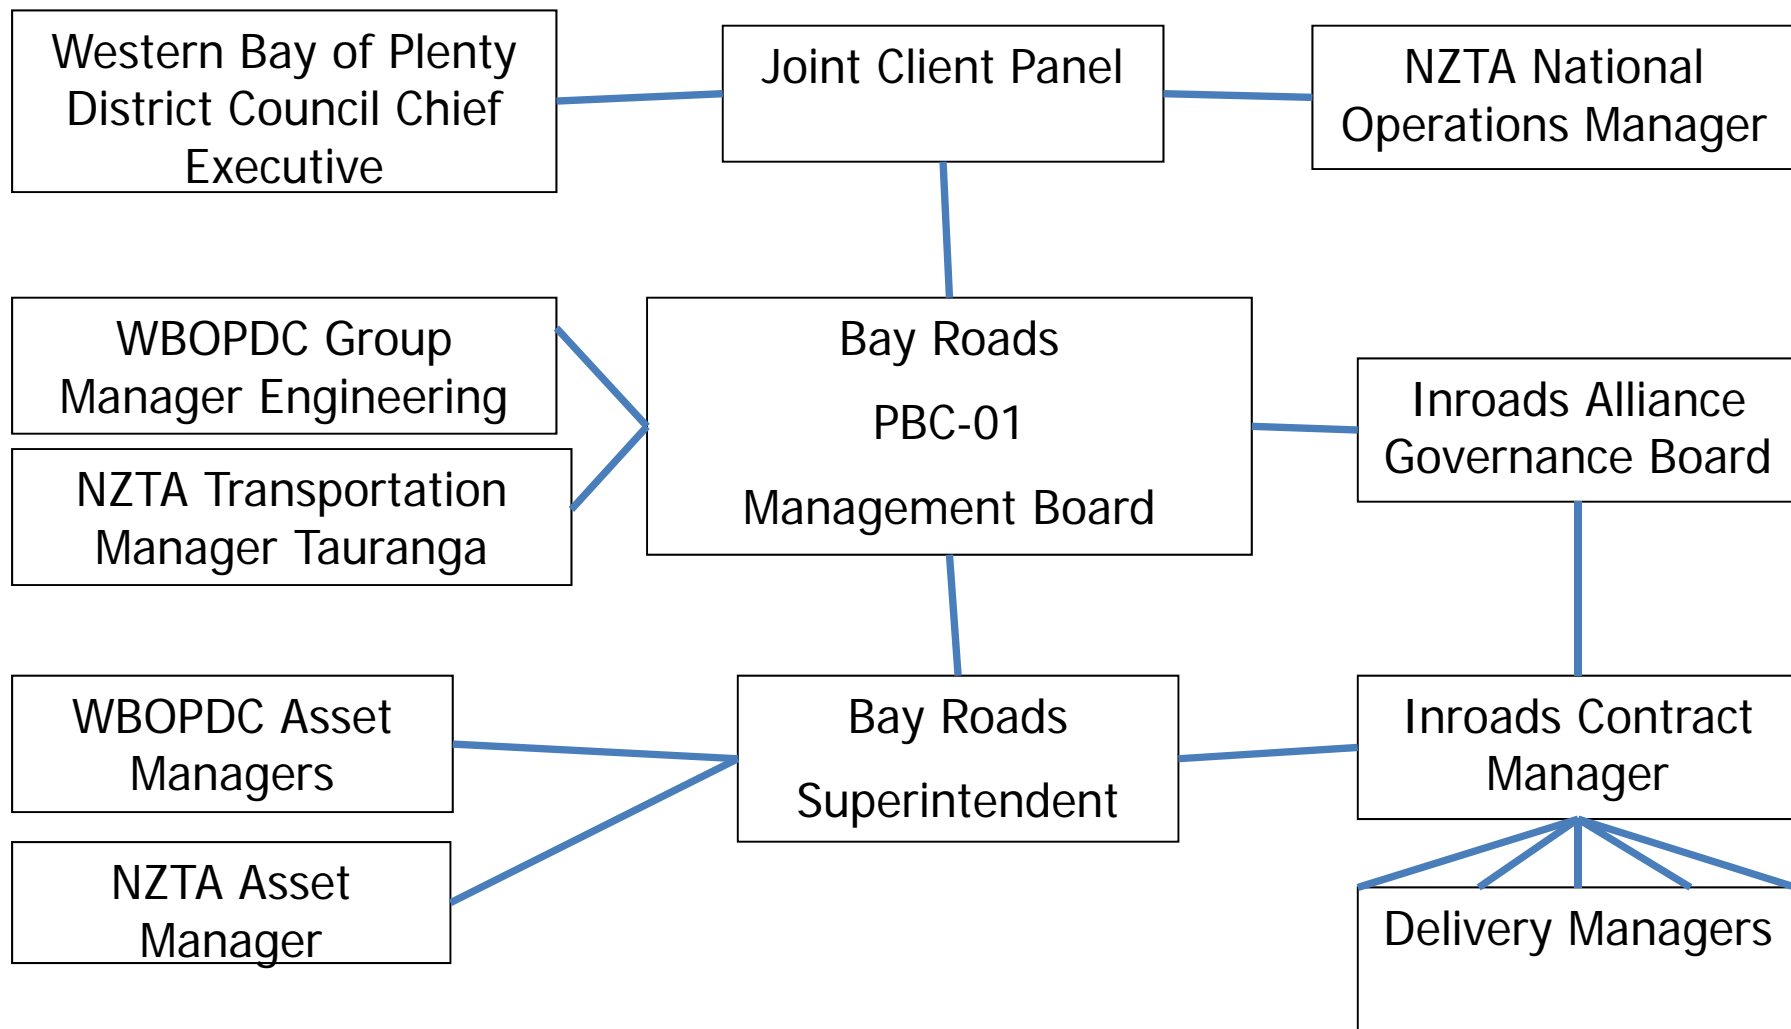 Western Bay of Plenty
District Council Chief
Executive
Joint Client Panel
NZTA National
Operations Manager
WBOPDC Group
Manager Engineering
NZTA Transportation
Manager Tauranga
Bay Roads
PBC-01
Management Board
Inroads Alliance
Governance Board
WBOPDC Asset
Managers
NZTA Asset
Manager
Bay Roads
Superintendent
Inroads Contract
Manager
Delivery Managers